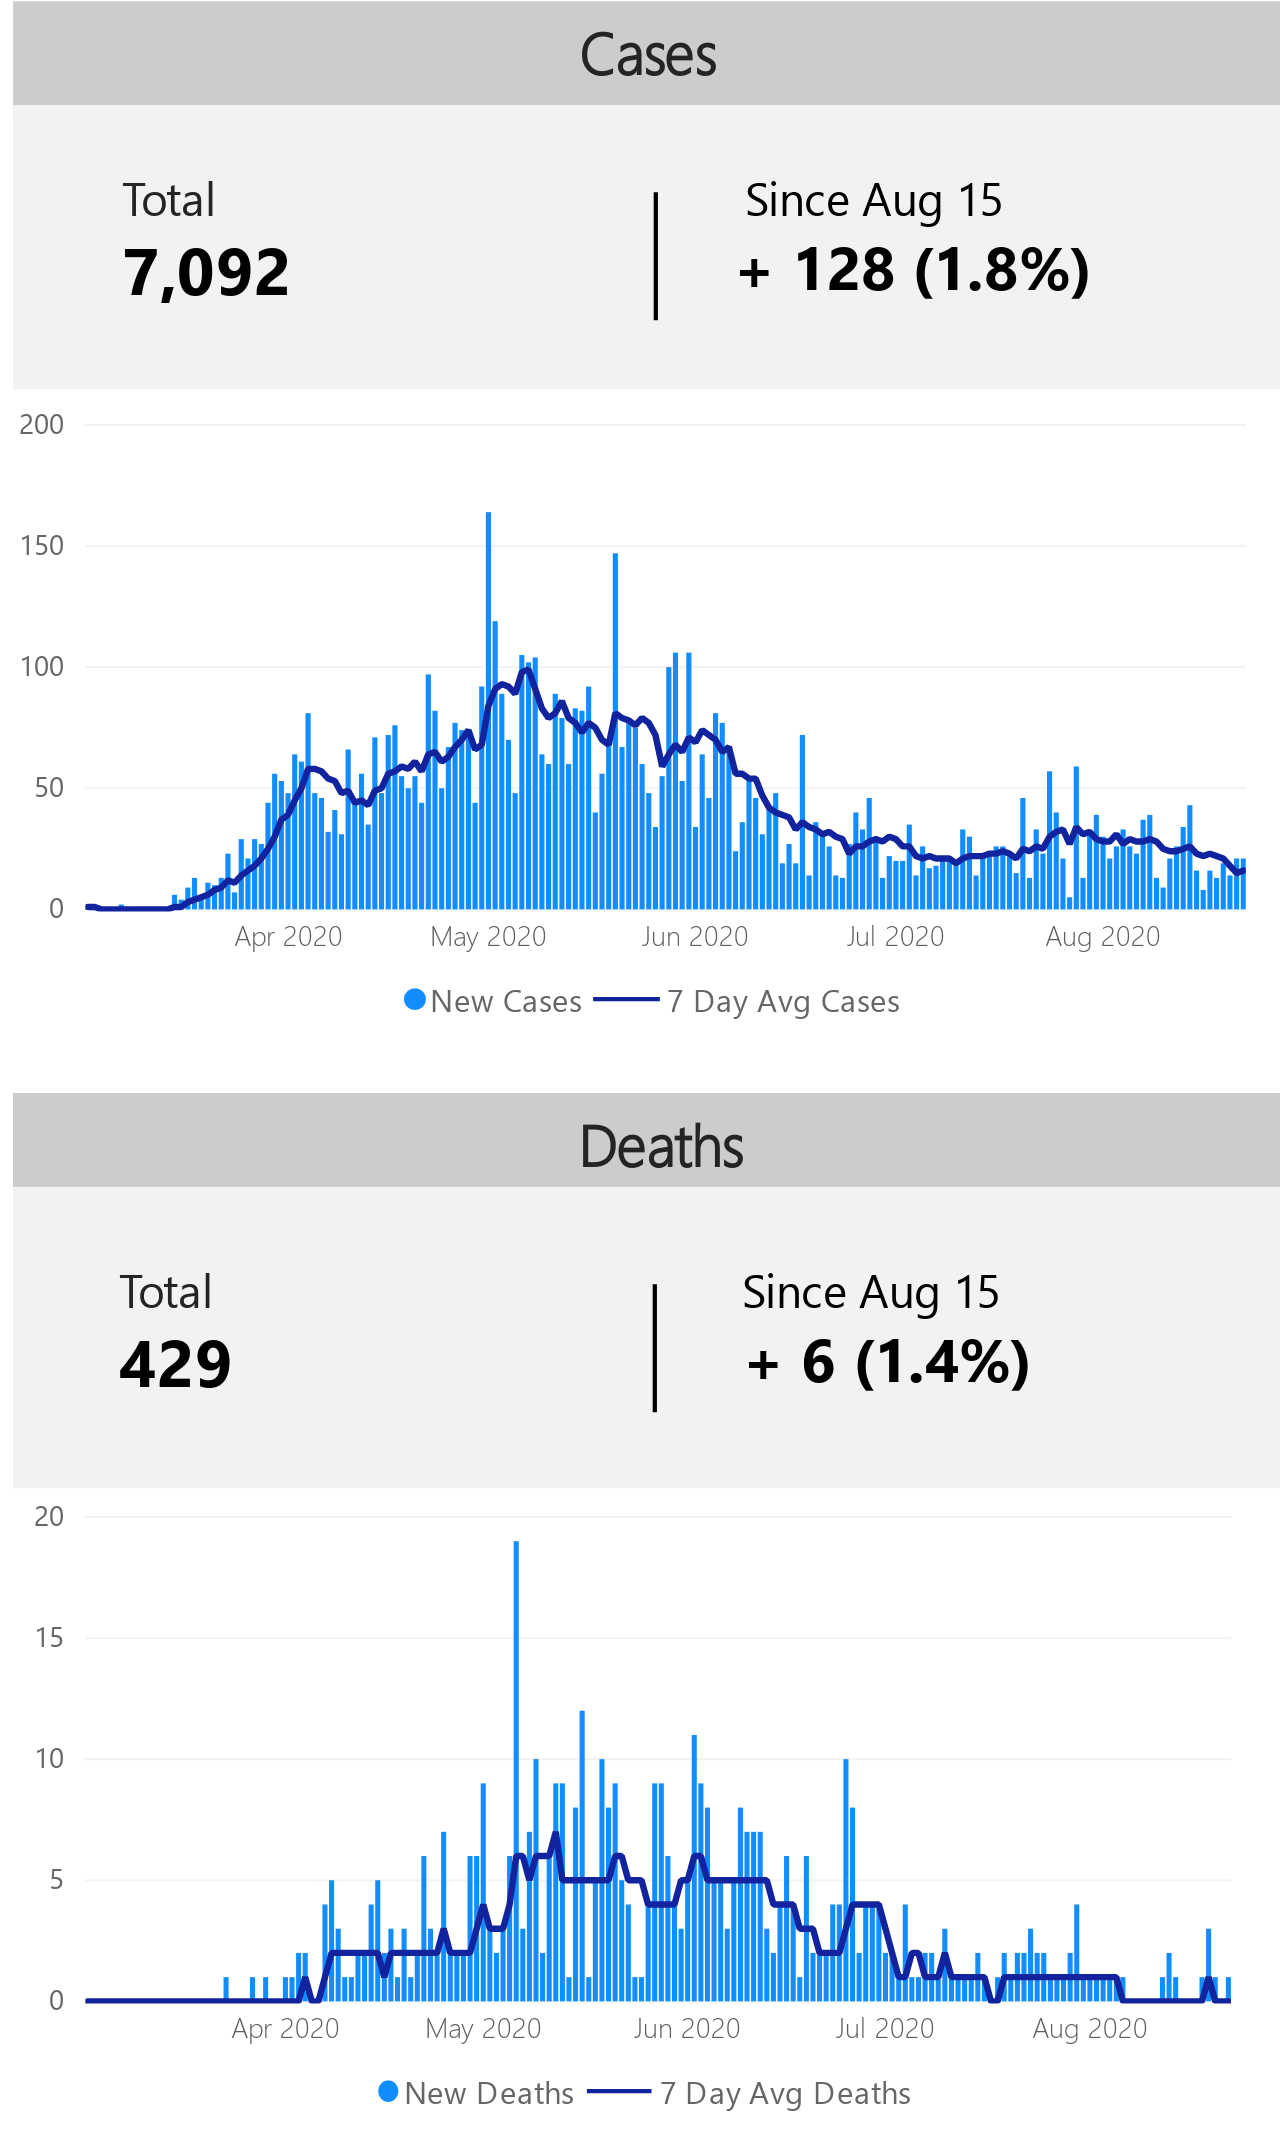 Cases
Total
Since Aug 15
7,092
+ 128 (1.8%)
200
150
100
50
0
Apr 2020
May 2020
Jun 2020
Jul 2020
Aug 2020
New Cases
7 Day Avg Cases
Deaths
Total
Since Aug 15
429
+ 6 (1.4%)
20
15
10
5
0
Apr 2020
May 2020
Jun 2020
Jul 2020
Aug 2020
New Deaths
7 Day Avg Deaths